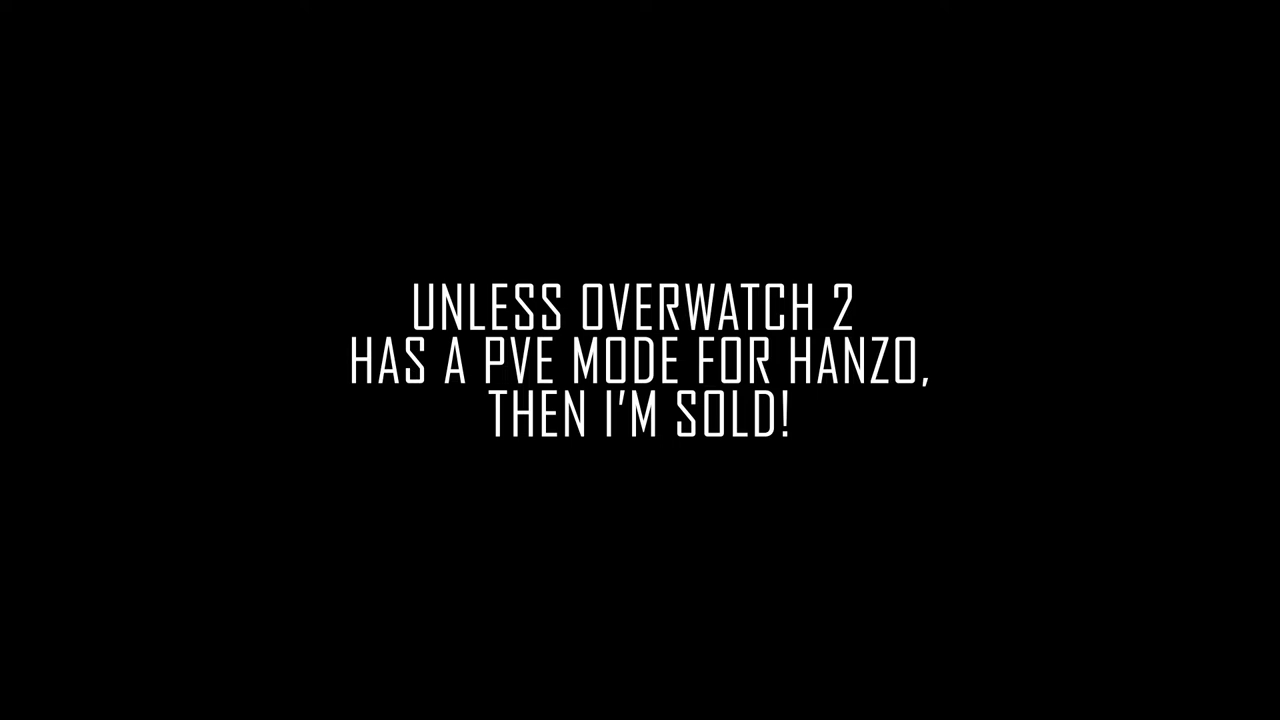 UNLESS OVERWATCH 2
HAS A PVE MODE FOR HANZO,
THEN I'M SOLD!